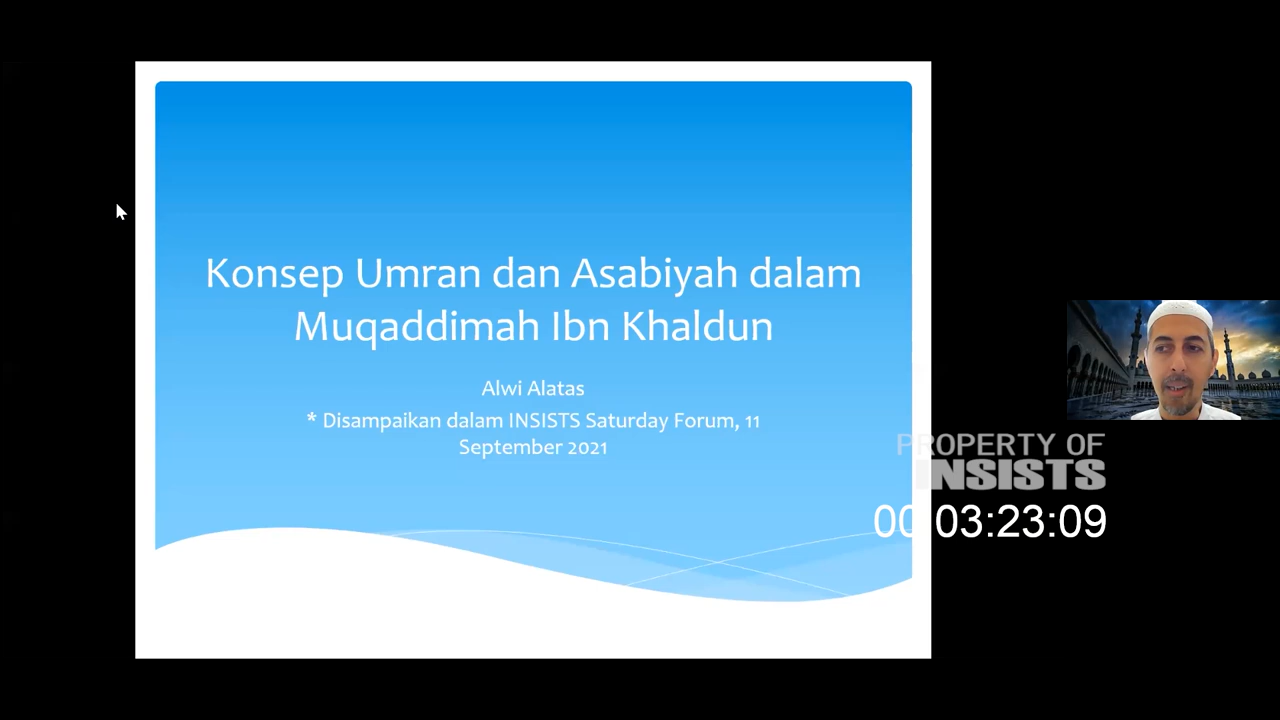 Konsep Umran dan Asabiyah dalam
Muqaddimah Ibn Khaldun
Alwi Alatas
* Disampaikan dalam INSISTS Saturday Forum, 11
September 2021
PROPERTY OF
INSISTS
00:03:23:09